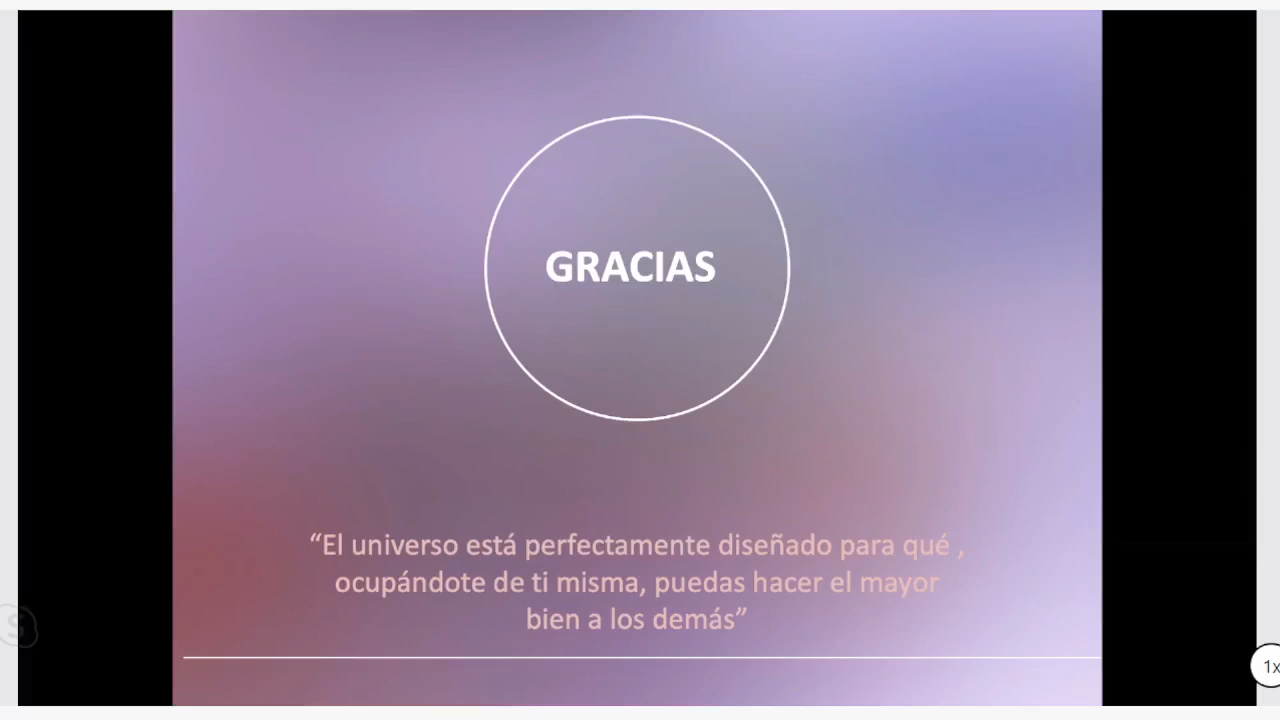 GRACIAS
“El universo está perfectamente diseñado para qué ,
ocupándote de ti misma, puedas hacer el mayor
bien a los demás”
S
1x